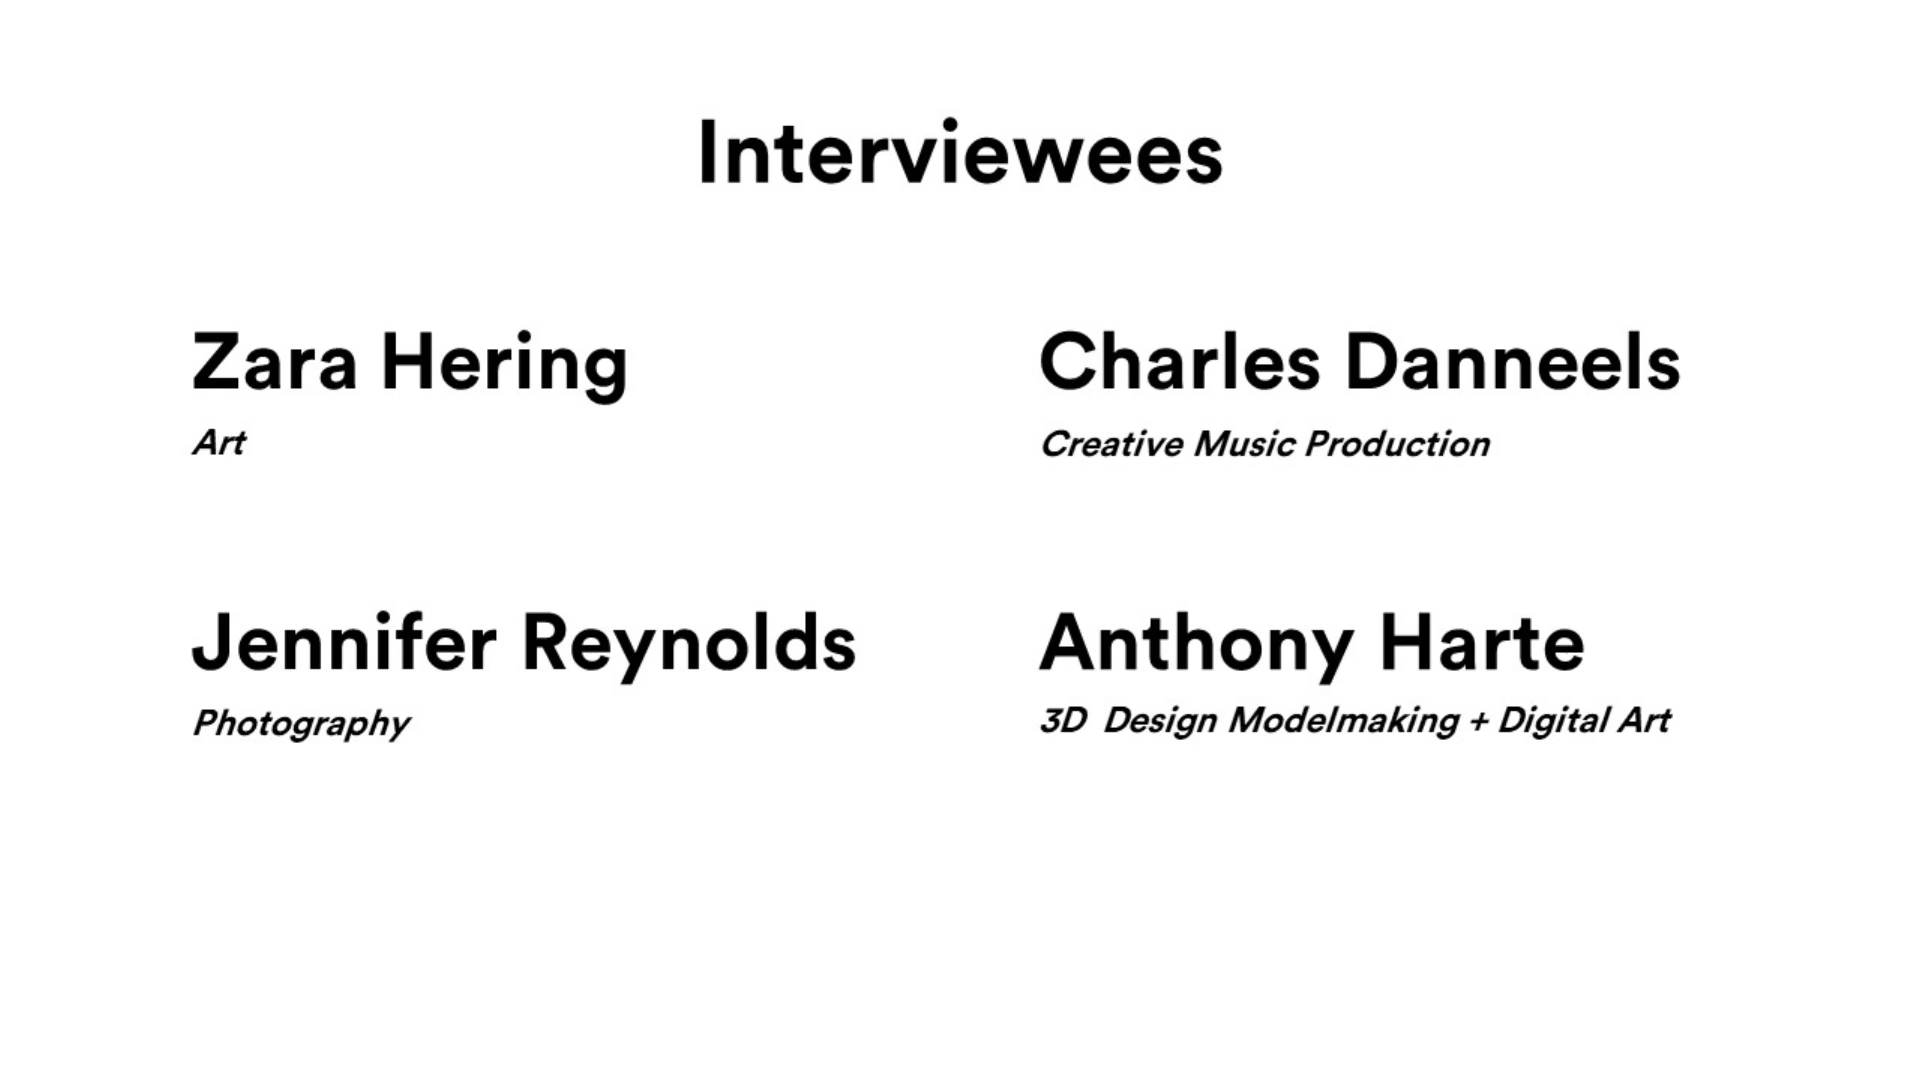 Interviewees
Zara Hering
Art
Charles Danneels
Creative Music Production
Jennifer Reynolds
Photography
Anthony Harte
3D Design Modelmaking + Digital Art